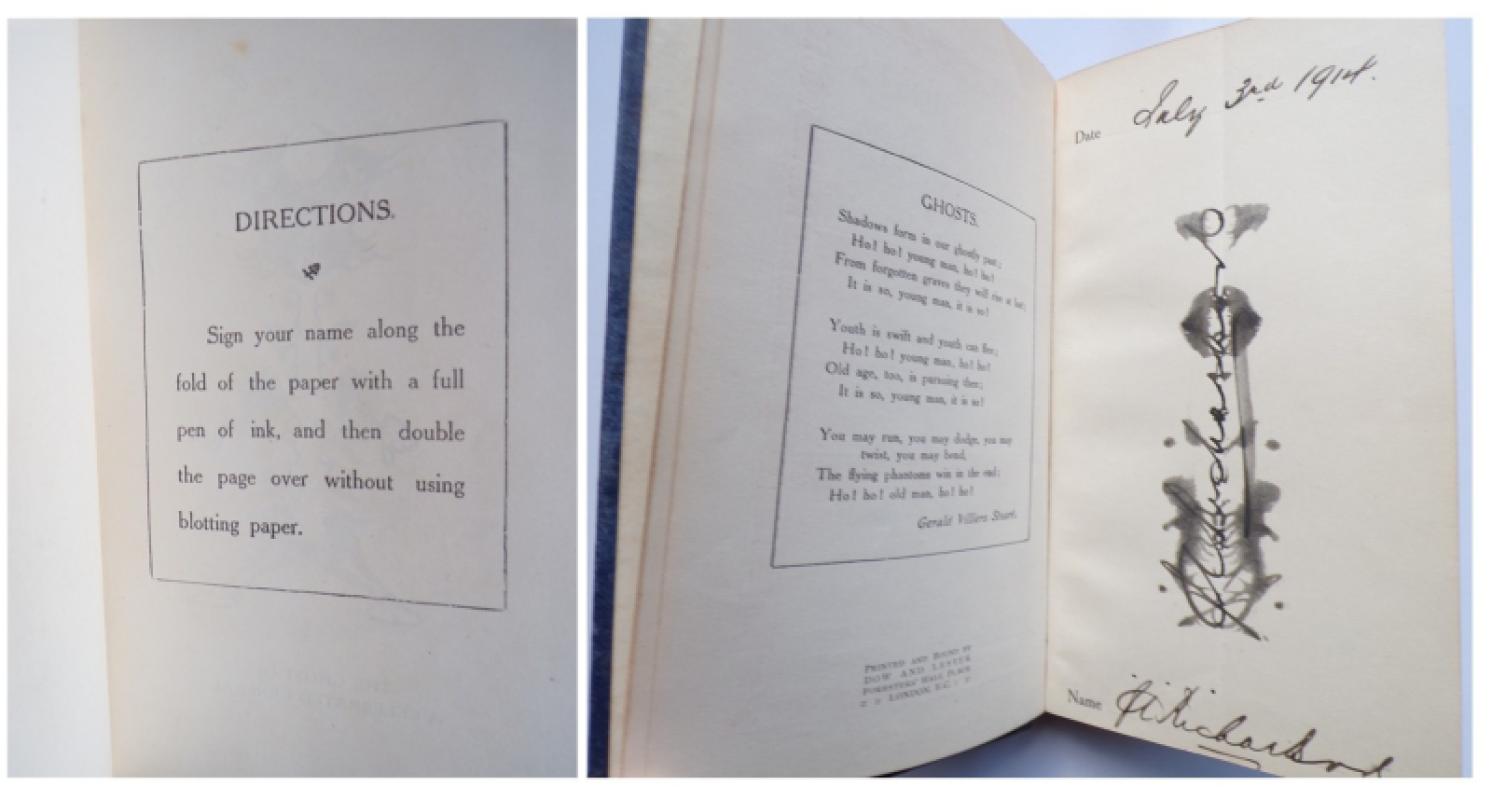 DIRECTIONS.
Sign your name along the
fold of the paper with a full
pen of ink, and then double
the page over without using
blotting paper.
GHOSTS.
Shadows form in our ghostly past;
Ho! ho! young man, ho! ho!
From forgotten graves they will rise at last;
It is so, young man, it is so!
Youth is swift and youth can flee;
Ho! ho! young man, ho! ho!
Old age, too, is pursuing thee;
It is so, young man, it is so!
You may run, you may dodge, you may
twist, you may bend,
The flying phantoms win in the end;
Ho! ho! old man, ho! ho!
Gerald Villiers Stuart.
PRINTED AND BOUND BY
DOW AND LESTER
FORESTERS' HALL PLACE
LONDON, E.C.
Date July 3rd 1914.
Name Richardson